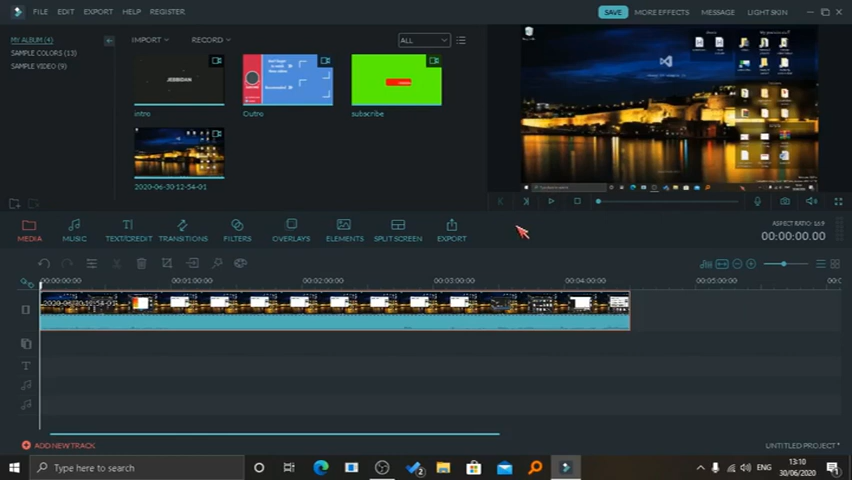 FILE EDIT EXPORT HELP REGISTER SAVE MORE EFFECTS MESSAGE LIGHT SKIN
MY ALBUM (4) IMPORT RECORD ALL
SAMPLE COLORS (13)
SAMPLE VIDEO (9)
JEBBIDAN
intro Outro subscribe
2020-06-30 12-54-01
MEDIA MUSIC TEXT/CREDIT TRANSITIONS FILTERS OVERLAYS ELEMENTS SPLIT SCREEN EXPORT
ASPECT RATIO: 16:9
00:00:00.00
00:00:00:00 00:01:00:00 00:02:00:00 00:03:00:00 00:04:00:00 00:05:00:00
2020-06-30 12-54-01
T
ADD NEW TRACK UNTITLED PROJECT*
Type here to search 2 ENG 13:10
30/06/2020 1